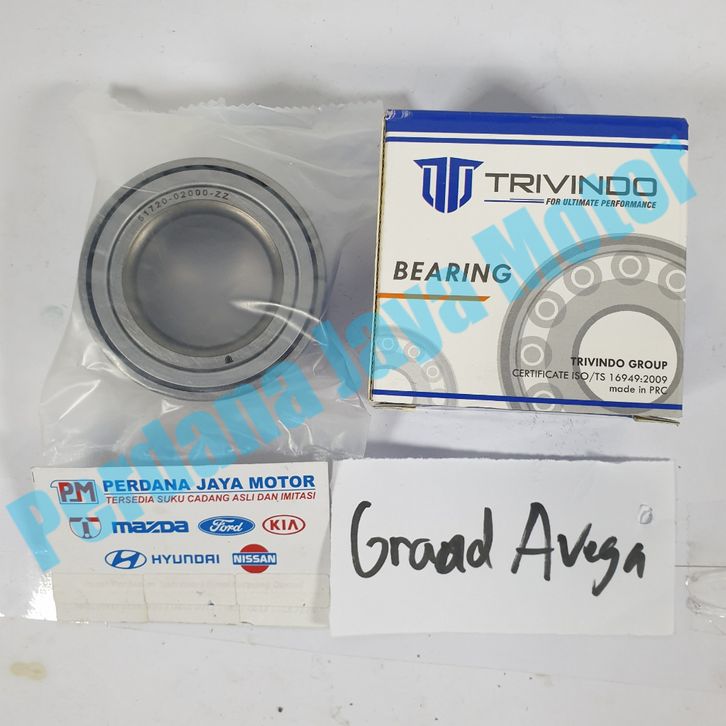 51720-02000-ZZ
TRIVINDO
FOR ULTIMATE PERFORMANCE
BEARING
TRIVINDO GROUP
CERTIFICATE ISO/TS 16949:2009
made in PRC
Perdana Jaya Motor
PM PERDANA JAYA MOTOR
TERSEDIA SUKU CADANG ASLI DAN IMITASI
mazda Ford KIA
HYUNDAI NISSAN
Grand Avega